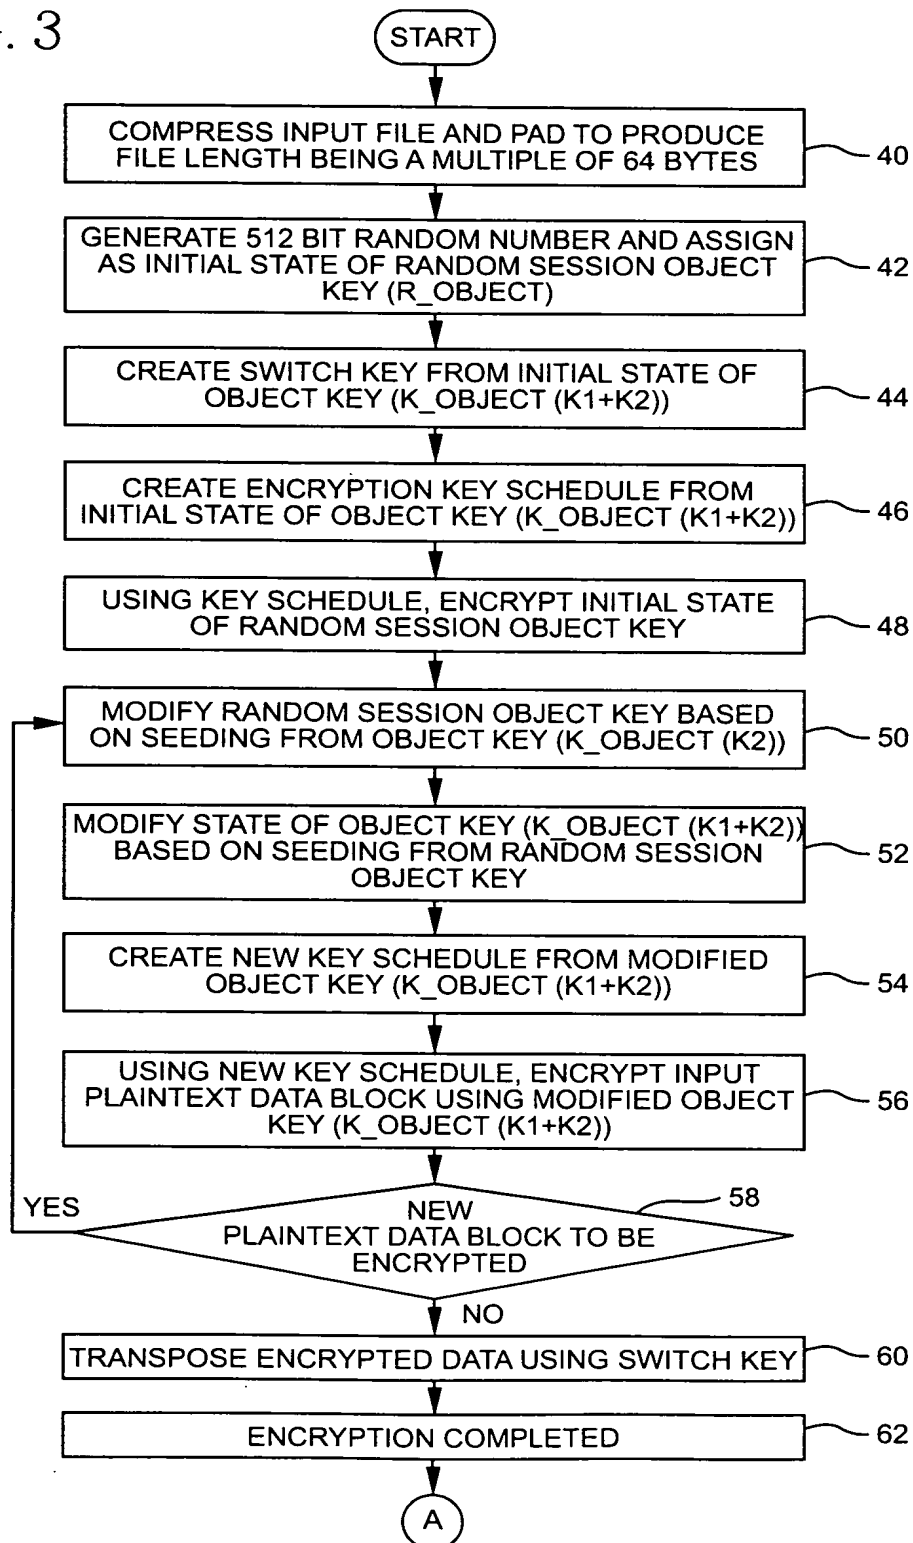 . 3
START
COMPRESS INPUT FILE AND PAD TO PRODUCE
FILE LENGTH BEING A MULTIPLE OF 64 BYTES
40
GENERATE 512 BIT RANDOM NUMBER AND ASSIGN
AS INITIAL STATE OF RANDOM SESSION OBJECT
KEY (R_OBJECT)
42
CREATE SWITCH KEY FROM INITIAL STATE OF
OBJECT KEY (K_OBJECT (K1+K2))
44
CREATE ENCRYPTION KEY SCHEDULE FROM
INITIAL STATE OF OBJECT KEY (K_OBJECT (K1+K2))
46
USING KEY SCHEDULE, ENCRYPT INITIAL STATE
OF RANDOM SESSION OBJECT KEY
48
MODIFY RANDOM SESSION OBJECT KEY BASED
ON SEEDING FROM OBJECT KEY (K_OBJECT (K2))
50
MODIFY STATE OF OBJECT KEY (K_OBJECT (K1+K2))
BASED ON SEEDING FROM RANDOM SESSION
OBJECT KEY
52
CREATE NEW KEY SCHEDULE FROM MODIFIED
OBJECT KEY (K_OBJECT (K1+K2))
54
USING NEW KEY SCHEDULE, ENCRYPT INPUT
PLAINTEXT DATA BLOCK USING MODIFIED OBJECT
KEY (K_OBJECT (K1+K2))
56
YES
58
NEW
PLAINTEXT DATA BLOCK TO BE
ENCRYPTED
NO
TRANSPOSE ENCRYPTED DATA USING SWITCH KEY
60
ENCRYPTION COMPLETED
62
A